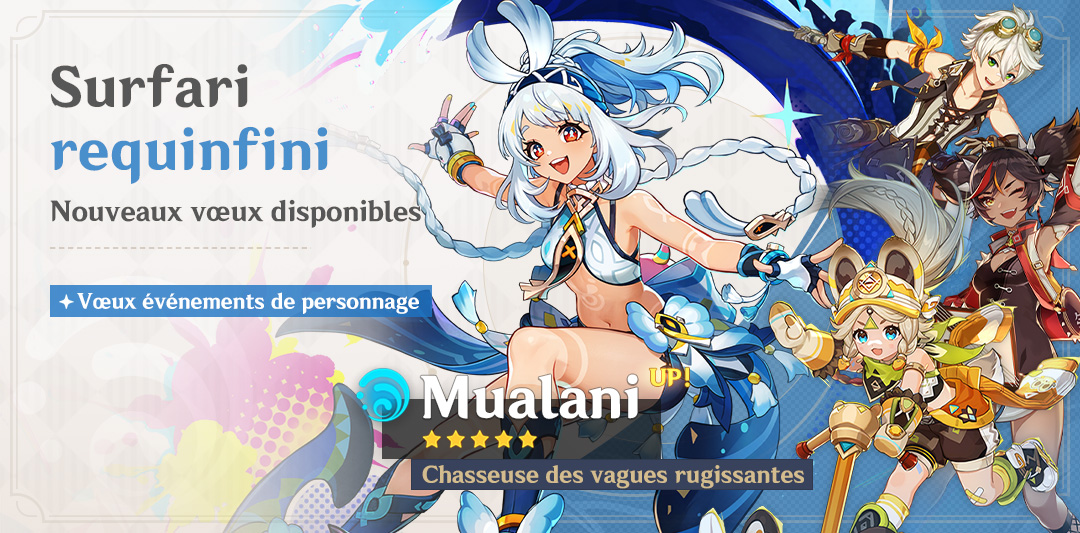 Surfari
requinfini
Nouveaux vœux disponibles
Vœux événements de personnage
Mualani UP!
Chasseuse des vagues rugissantes